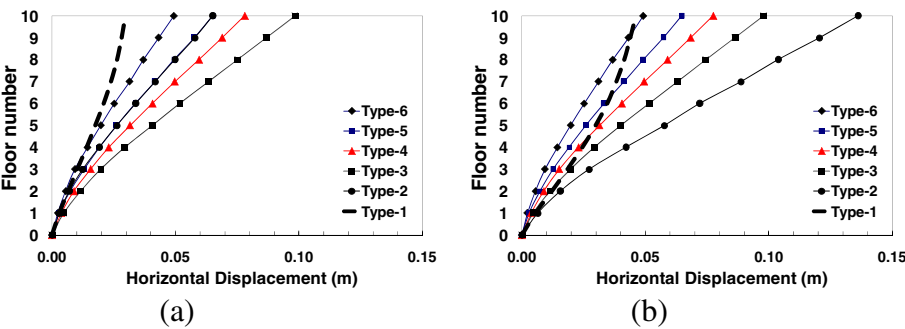 Floor number
10
9
8
7
6
5
4
3
2
1
0
Type-6
Type-5
Type-4
Type-3
Type-2
Type-1
0.00 0.05 0.10 0.15
Horizontal Displacement (m)
(a)
Floor number
10
9
8
7
6
5
4
3
2
1
0
Type-6
Type-5
Type-4
Type-3
Type-2
Type-1
0.00 0.05 0.10 0.15
Horizontal Displacement (m)
(b)